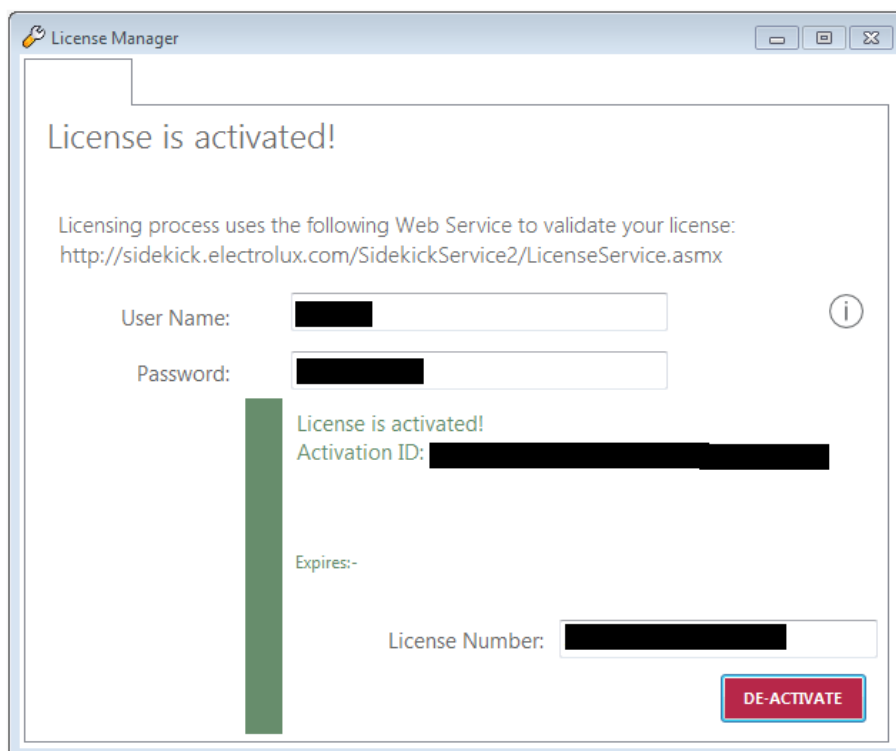 License Manager
License is activated!
Licensing process uses the following Web Service to validate your license:
http://sidekick.electrolux.com/SidekickService2/LicenseService.asmx
User Name:
i
Password:
License is activated!
Activation ID:
Expires:-
License Number:
DE-ACTIVATE